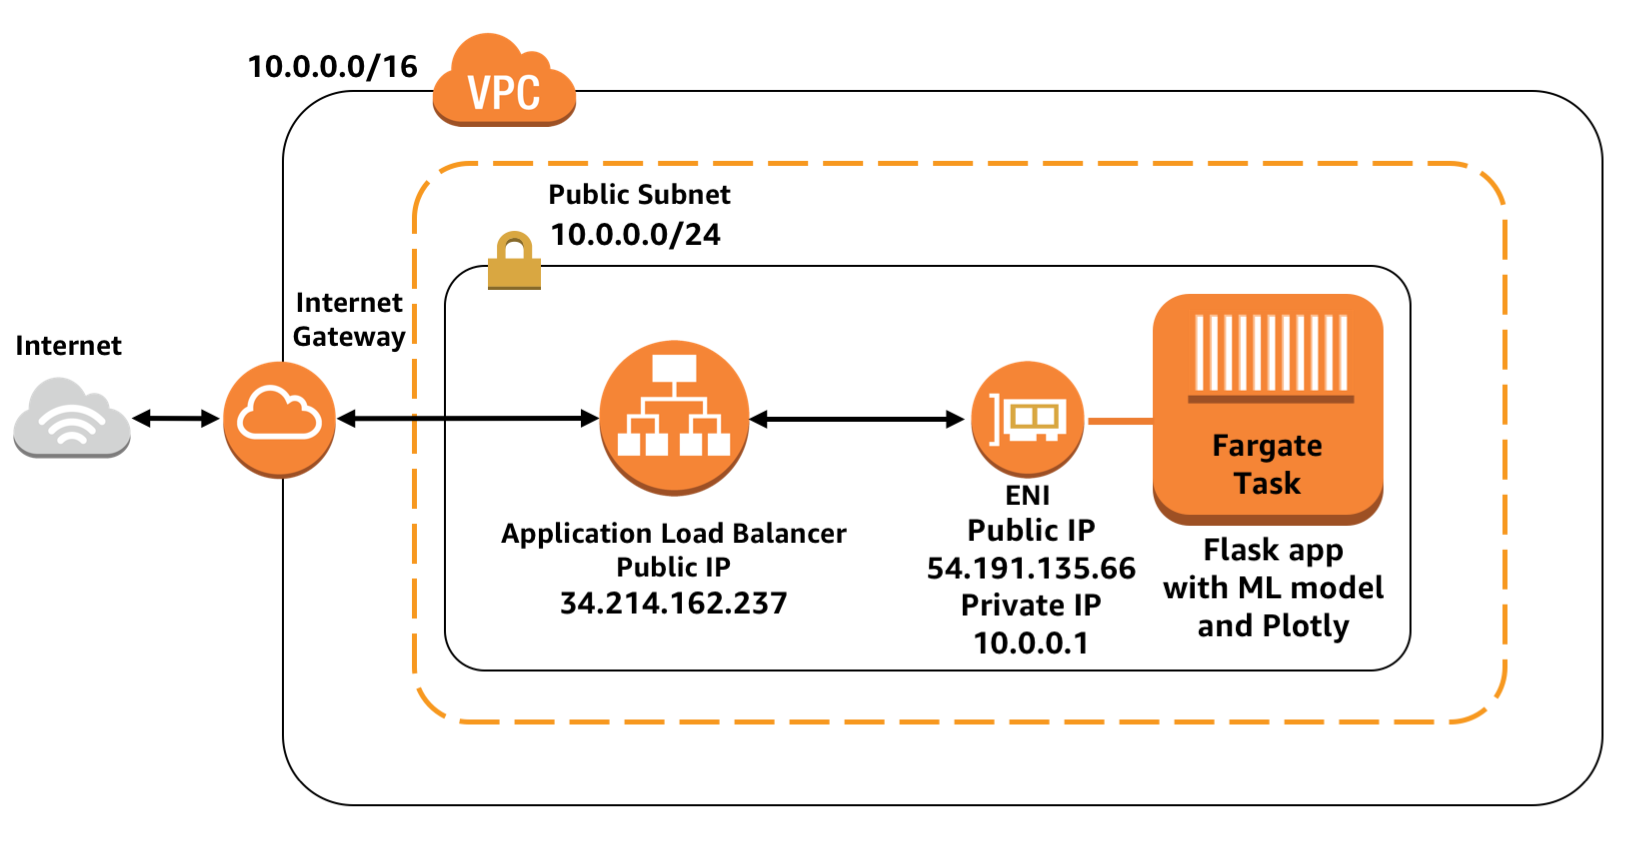 10.0.0.0/16
VPC
Public Subnet
10.0.0.0/24
Internet
Gateway
Internet
Application Load Balancer
Public IP
34.214.162.237
ENI
Public IP
54.191.135.66
Private IP
10.0.0.1
Fargate
Task
Flask app
with ML model
and Plotly